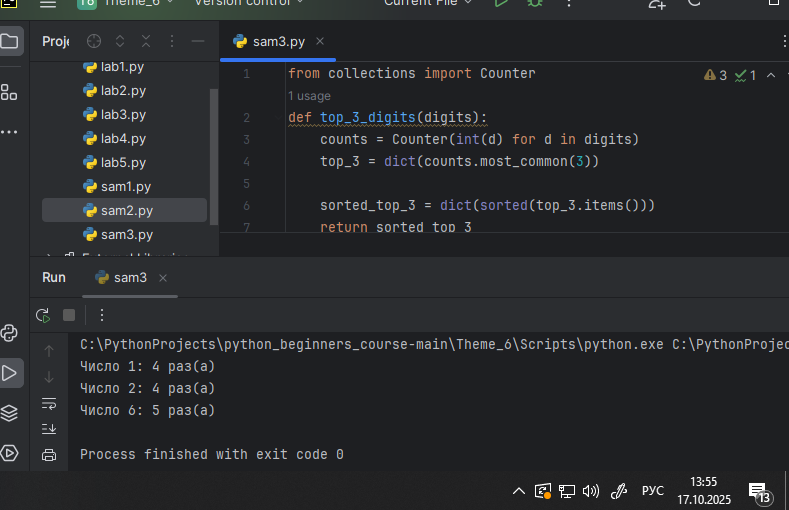 Theme_6
Version control
Current File
Proje
sam3.py
lab1.py
lab2.py
lab3.py
lab4.py
lab5.py
sam1.py
sam2.py
sam3.py
1 from collections import Counter
3 1
1 usage
2 def top_3_digits(digits):
3 counts = Counter(int(d) for d in digits)
4 top_3 = dict(counts.most_common(3))
5
6 sorted_top_3 = dict(sorted(top_3.items()))
7 return sorted_top_3
Run
sam3
C:\PythonProjects\python_beginners_course-main\Theme_6\Scripts\python.exe C:\PythonProjec
Число 1: 4 раз(а)
Число 2: 4 раз(а)
Число 6: 5 раз(а)
Process finished with exit code 0
РУС
13:55
17.10.2025
13